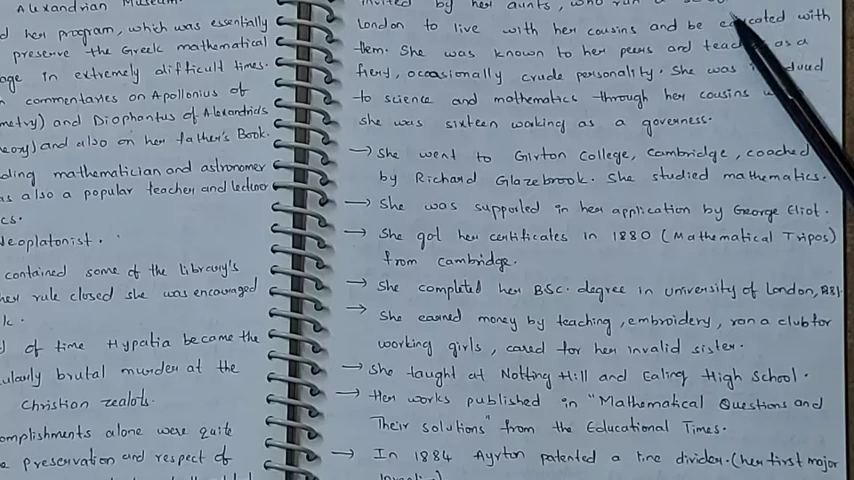 Alexandrian Museum.
d her program, which was essentially
preserve the Greek mathematical
age in extremely difficult times.
commentaries on Apollonius of
metry) and Diophantus of Alexandria
eory) and also on her father's Book.
ding mathematician and astronomer
s also a popular teacher and lecturer
cs.
Neoplatonist.
contained some of the library's
her rule closed she was encouraged
k.
of time Hypatia became the
ularly brutal murder at the
Christian zealots.
omplishments alone were quite
e preservation and respect of
invited by her aunts, who run a
London to live with her cousins and be educated with
them. She was known to her peers and teachers as a
fiery, occasionally crude personality. She was introduced
to science and mathematics through her cousins
she was sixteen working as a governess.
→ She went to Girton College, Cambridge, coached
by Richard Glazebrook. She studied mathematics.
→ She was supported in her application by George Eliot.
→ She got her certificates in 1880 (Mathematical Tripos)
from Cambridge.
→ She completed her BSC. degree in University of London,
→ She earned money by teaching, embroidery, ran a club for
working girls, cared for her invalid sister.
→ She taught at Notting Hill and Ealing High School.
→ Her works published in "Mathematical Questions and
Their solutions" from the Educational Times.
→ In 1884 Ayrton patented a line divider. (her first major